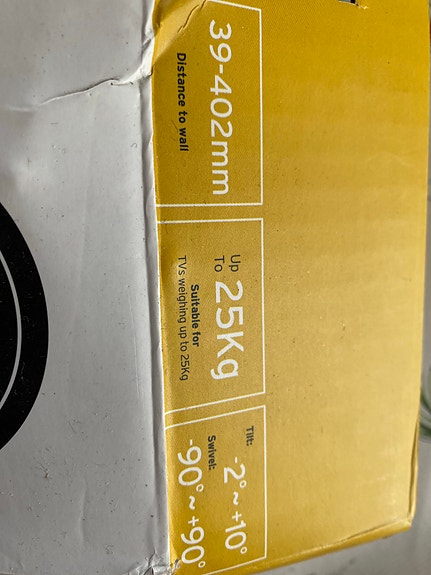 39-402mm
Distance to wall
Up
To
25Kg
Suitable for
TVs weighing up to 25Kg
Tilt:
-2°~+10°
Swivel:
-90°~+90°